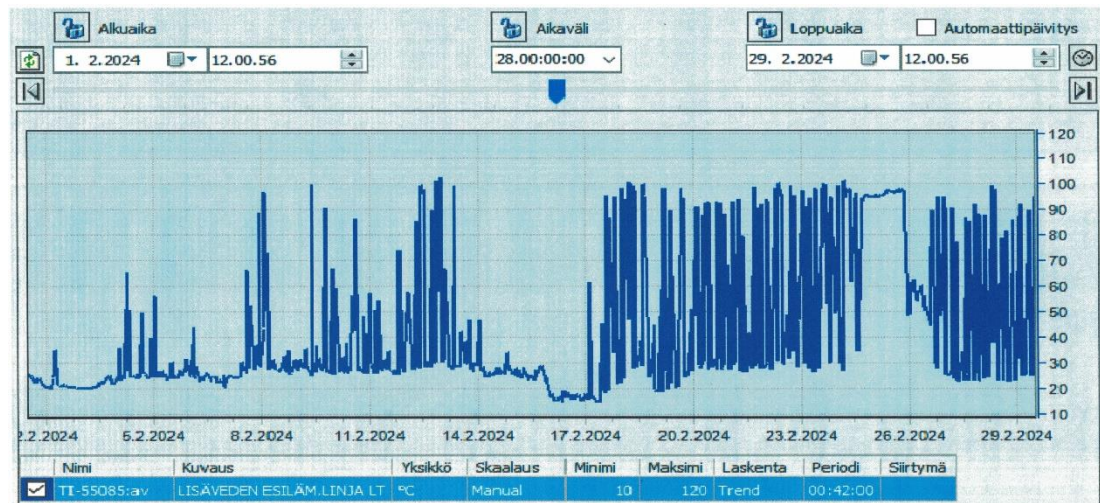 Alkuaika Aikaväli Loppuaika Automaattipäivitys
1. 2.2024 12.00.56 28.00:00:00 29. 2.2024 12.00.56
120
110
100
90
80
70
60
50
40
30
20
10
2.2.2024 5.2.2024 8.2.2024 11.2.2024 14.2.2024 17.2.2024 20.2.2024 23.2.2024 26.2.2024 29.2.2024
Nimi Kuvaus Yksikkö Skaalaus Minimi Maksimi Laskenta Periodi Siirtymä
TI-55085:av LISÄVEDEN ESILÄM.LINJA LT ºC Manual 10 120 Trend 00:42:00